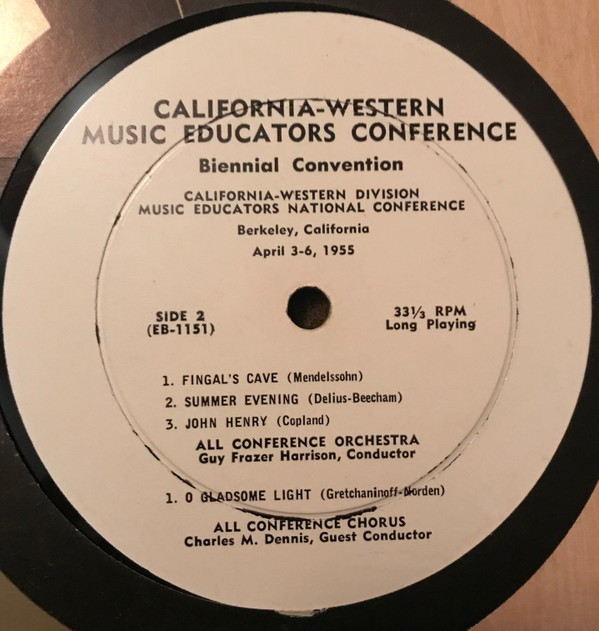 CALIFORNIA-WESTERN
MUSIC EDUCATORS CONFERENCE
Biennial Convention
CALIFORNIA-WESTERN DIVISION
MUSIC EDUCATORS NATIONAL CONFERENCE
Berkeley, California
April 3-6, 1955
SIDE 2
(EB-1151)
33⅓ RPM
Long Playing
1. FINGAL'S CAVE (Mendelssohn)
2. SUMMER EVENING (Delius-Beecham)
3. JOHN HENRY (Copland)
ALL CONFERENCE ORCHESTRA
Guy Frazer Harrison, Conductor
1. O GLADSOME LIGHT (Gretchaninoff-Norden)
ALL CONFERENCE CHORUS
Charles M. Dennis, Guest Conductor